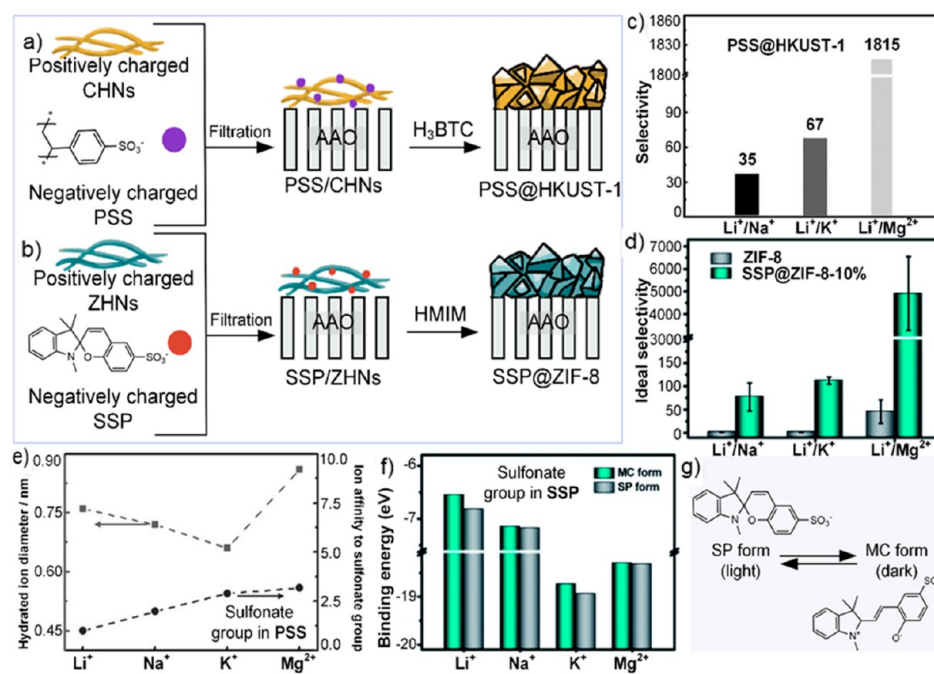 a)
Positively charged
CHNs
SO₃⁻
Negatively charged
PSS
Filtration
AAO
PSS/CHNs
H₃BTC
AAO
PSS@HKUST-1
b)
Positively charged
ZHNs
N
O
SO₃⁻
Negatively charged
SSP
Filtration
AAO
SSP/ZHNs
HMIM
AAO
SSP@ZIF-8
c)
Selectivity
1860
1830
1800
90
60
30
0
PSS@HKUST-1
35
67
1815
Li⁺/Na⁺
Li⁺/K⁺
Li⁺/Mg²⁺
d)
Ideal selectivity
7000
6000
5000
4000
3000
150
100
50
0
ZIF-8
SSP@ZIF-8-10%
Li⁺/Na⁺
Li⁺/K⁺
Li⁺/Mg²⁺
e)
Hydrated ion diameter / nm
0.90
0.75
0.60
0.45
10.0
7.5
5.0
2.5
0.0
Ion affinity to sulfonate group
Sulfonate
group in PSS
Li⁺
Na⁺
K⁺
Mg²⁺
f)
Binding energy (eV)
-6
-7
-19
-20
Sulfonate
group in SSP
MC form
SP form
Li⁺
Na⁺
K⁺
Mg²⁺
g)
N
O
SO₃⁻
SP form
(light)
MC form
(dark)
N⁺
O⁻